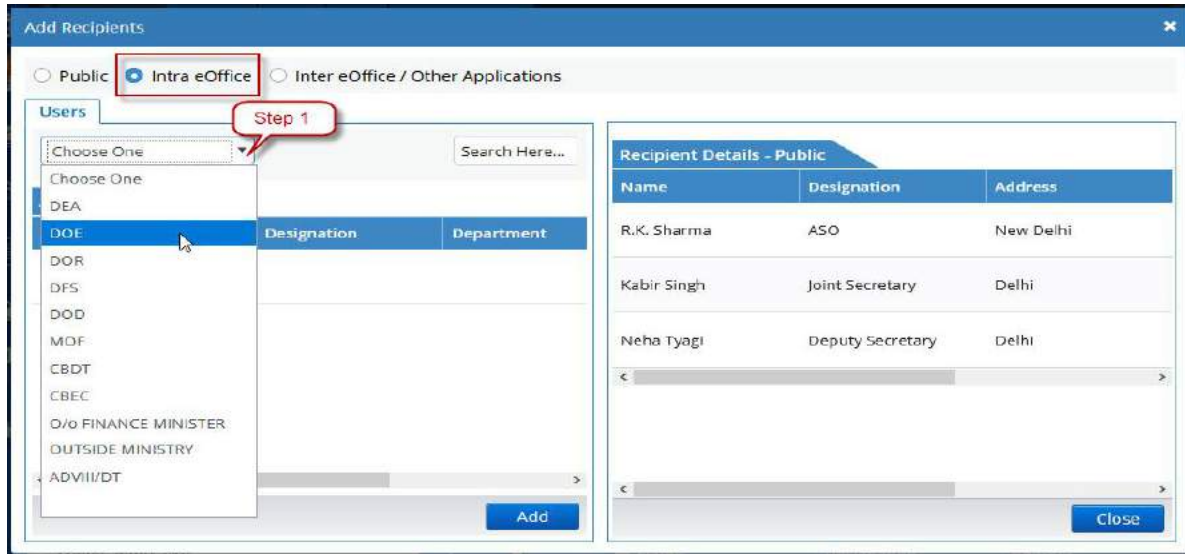 Add Recipients
Public Intra eOffice Inter eOffice / Other Applications
Users
Step 1
Choose One Search Here...
Choose One
DEA
DOE
DOR
DFS
DOD
MOF
CBDT
CBEC
O/o FINANCE MINISTER
OUTSIDE MINISTRY
ADVIII/DT
Designation Department
Add
Recipient Details - Public
Name Designation Address
R.K. Sharma ASO New Delhi
Kabir Singh Joint Secretary Delhi
Neha Tyagi Deputy Secretary Delhi
Close